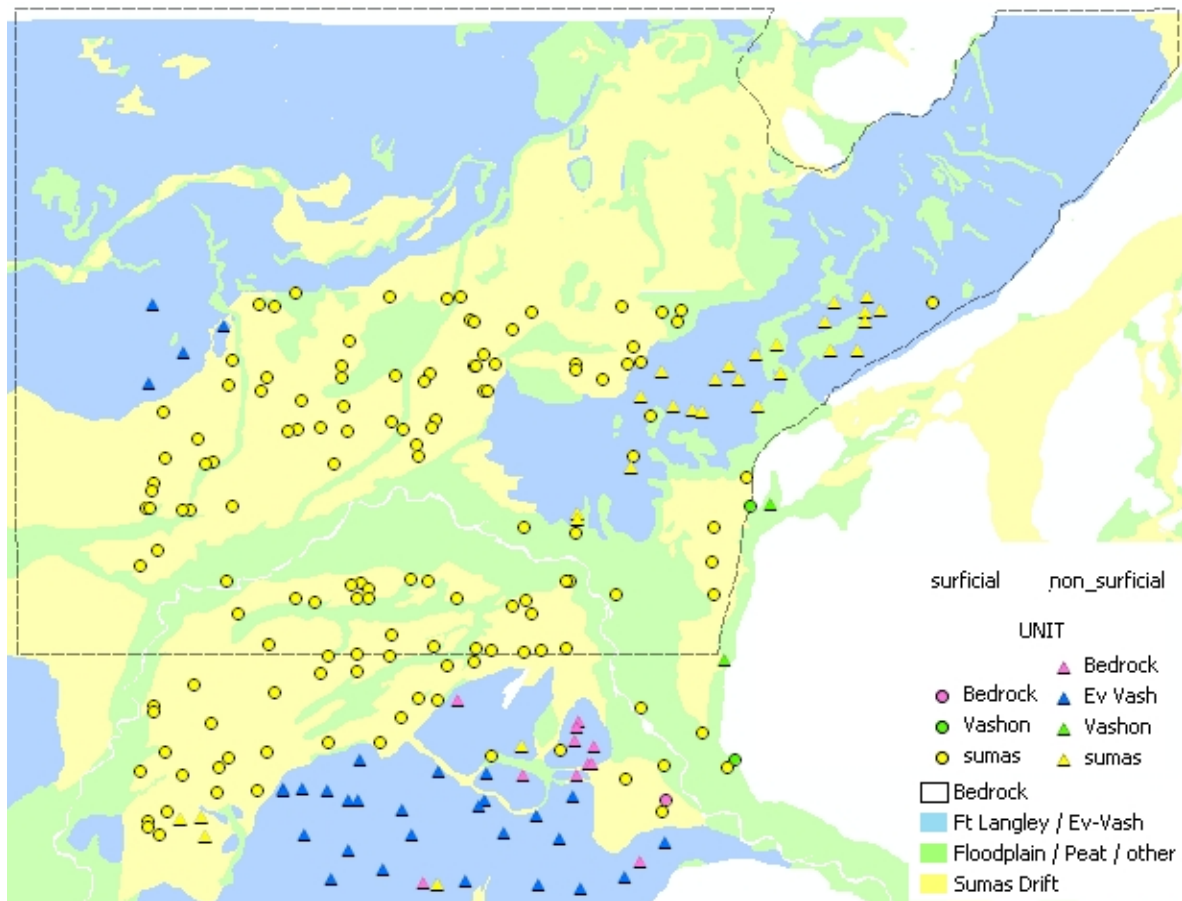 surficial non_surficial
UNIT
Bedrock
Bedrock Ev Vash
Vashon Vashon
sumas sumas
Bedrock
Ft Langley / Ev-Vash
Floodplain / Peat / other
Sumas Drift